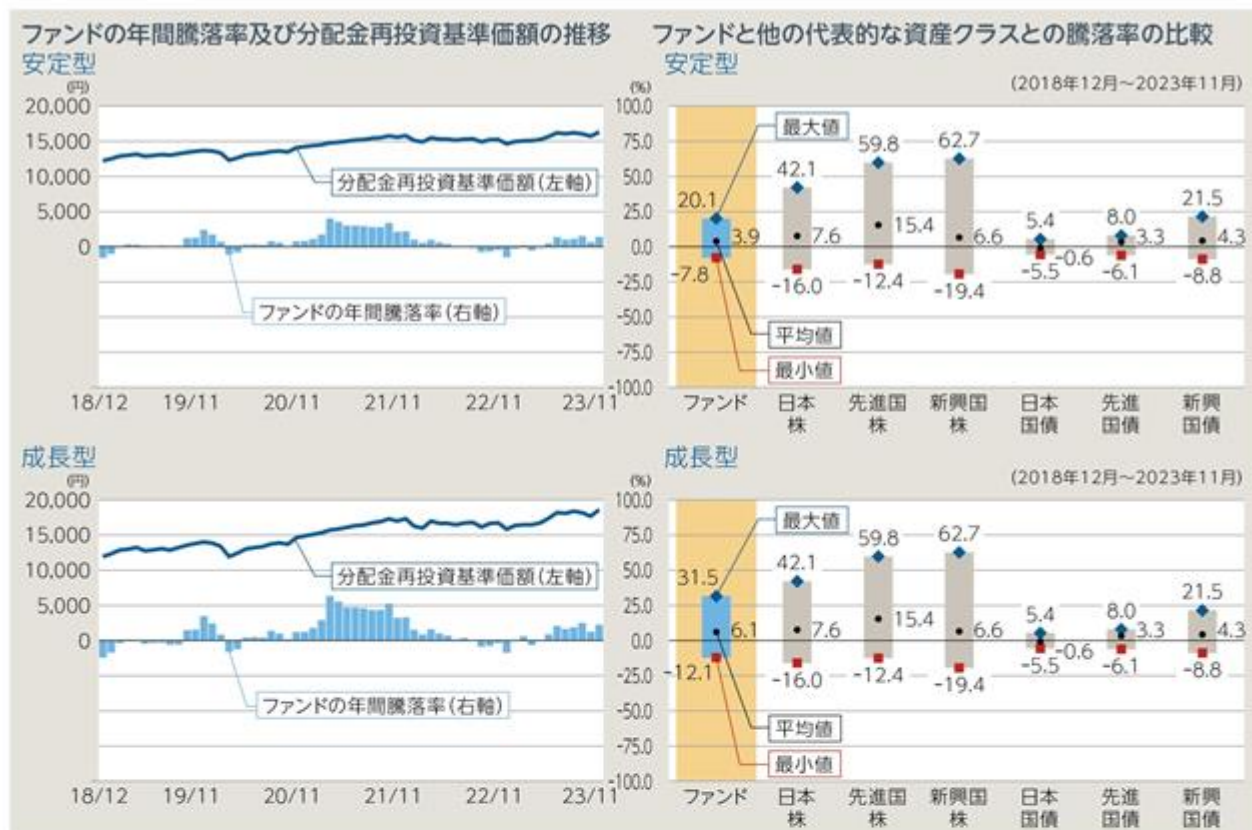 ファンドの年間騰落率及び分配金再投資基準価額の推移
安定型
(円)
(%)
20,000
15,000
10,000
5,000
0
100.0
75.0
50.0
25.0
0.0
-25.0
-50.0
-75.0
-100.0
分配金再投資基準価額(左軸)
ファンドの年間騰落率(右軸)
18/12 19/11 20/11 21/11 22/11 23/11
ファンドと他の代表的な資産クラスとの騰落率の比較
安定型
(2018年12月~2023年11月)
最大値
平均値
最小値
20.1 42.1 59.8 62.7 5.4 8.0 21.5
3.9 7.6 15.4 6.6 -0.6 3.3 4.3
-7.8 -16.0 -12.4 -19.4 -5.5 -6.1 -8.8
ファンド 日本 先進国 新興国 日本 先進 新興
株 株 株 国債 国債 国債
成長型
(円)
(%)
20,000
15,000
10,000
5,000
0
100.0
75.0
50.0
25.0
0.0
-25.0
-50.0
-75.0
-100.0
分配金再投資基準価額(左軸)
ファンドの年間騰落率(右軸)
18/12 19/11 20/11 21/11 22/11 23/11
成長型
(2018年12月~2023年11月)
最大値
平均値
最小値
31.5 42.1 59.8 62.7 5.4 8.0 21.5
6.1 7.6 15.4 6.6 -0.6 3.3 4.3
-12.1 -16.0 -12.4 -19.4 -5.5 -6.1 -8.8
ファンド 日本 先進国 新興国 日本 先進 新興
株 株 株 国債 国債 国債